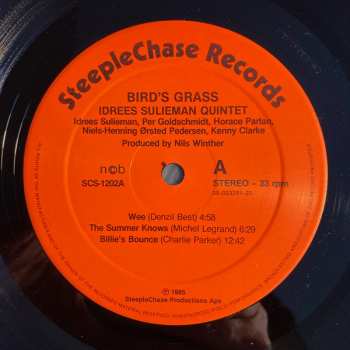 SteepleChase Records
BIRD'S GRASS
IDREES SULIEMAN QUINTET
Idrees Sulieman, Per Goldschmidt, Horace Parlan,
Niels-Henning Ørsted Pedersen, Kenny Clarke
Produced by Nils Winther
n©b
A
SCS-1202A
STEREO – 33 rpm
Wee (Denzil Best) 4:58
The Summer Knows (Michel Legrand) 6:29
Billie's Bounce (Charlie Parker) 12:42
℗ 1985
SteepleChase Productions Aps